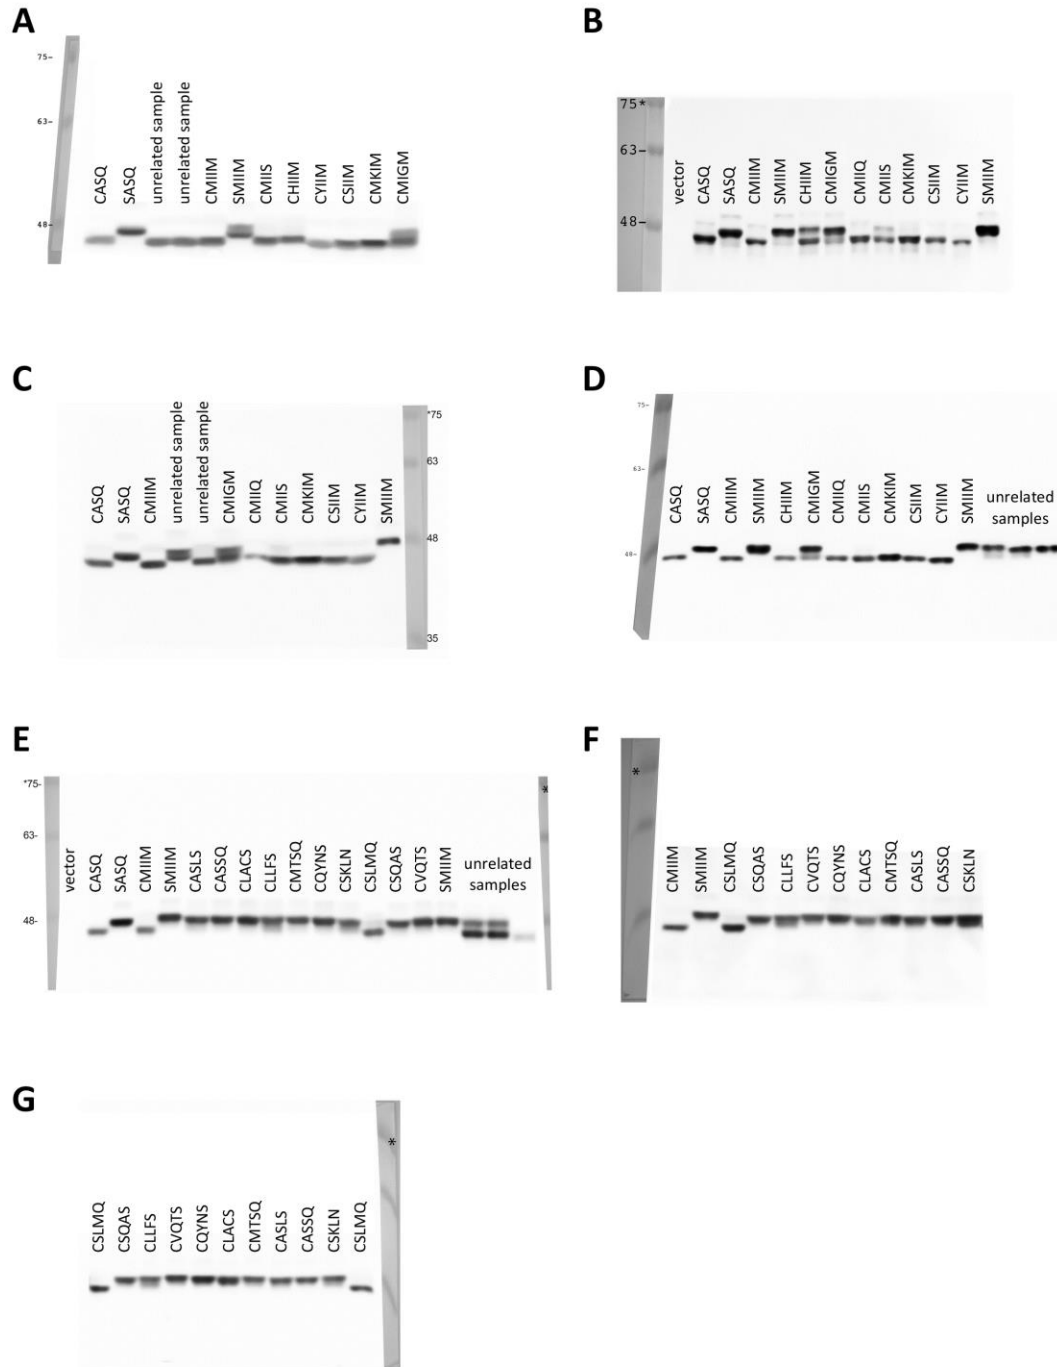 A
75-
63-
48-
CASQ
SASQ
unrelated sample
unrelated sample
CMIIM
SMIIM
CMIIS
CHIIM
CYIIM
CSIIM
CMKIM
CMIGM
B
75*
63-
48-
vector
CASQ
SASQ
CMIIM
SMIIM
CHIIM
CMIGM
CMIIQ
CMIIS
CMKIM
CSIIM
CYIIM
SMIIM
C
CASQ
SASQ
CMIIM
unrelated sample
unrelated sample
CMIGM
CMIIQ
CMIIS
CMKIM
CSIIM
CYIIM
SMIIM
*75
63
48
35
D
75-
63-
48-
CASQ
SASQ
CMIIM
SMIIM
CHIIM
CMIGM
CMIIQ
CMIIS
CMKIM
CSIIM
CYIIM
SMIIM
unrelated
samples
E
*75-
63-
48-
vector
CASQ
SASQ
CMIIM
SMIIM
CASLS
CASSQ
CLACS
CLLFS
CMTSQ
CQYNS
CSKLN
CSLMQ
CSQAS
CVQTS
SMIIM
unrelated
samples
*
F
*
CMIIM
SMIIM
CSLMQ
CSQAS
CLLFS
CVQTS
CQYNS
CLACS
CMTSQ
CASLS
CASSQ
CSKLN
G
CSLMQ
CSQAS
CLLFS
CVQTS
CQYNS
CLACS
CMTSQ
CASLS
CASSQ
CSKLN
CSLMQ
*